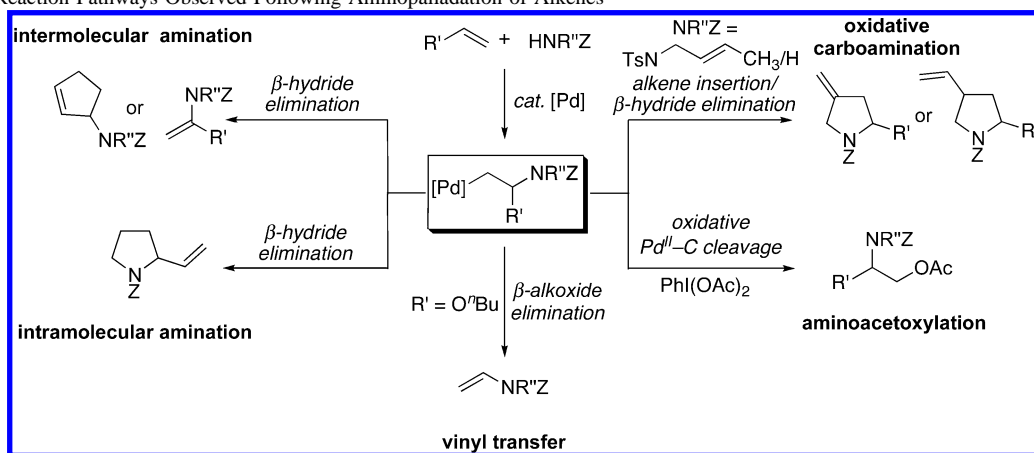 Reaction Pathways Observed Following Aminopalladation of Alkenes
intermolecular amination
R' + HNR"Z
NR"Z =
TsN
CH3/H
oxidative
carboamination
alkene insertion/
β-hydride elimination
cat. [Pd]
β-hydride
elimination
or
NR"Z
NR"Z
R'
or
N
Z
R'
N
Z
R
[Pd]
NR"Z
R'
β-hydride
elimination
N
Z
intramolecular amination
oxidative
PdII–C cleavage
PhI(OAc)2
NR"Z
R'
OAc
aminoacetoxylation
R' = OnBu
β-alkoxide
elimination
NR"Z
vinyl transfer